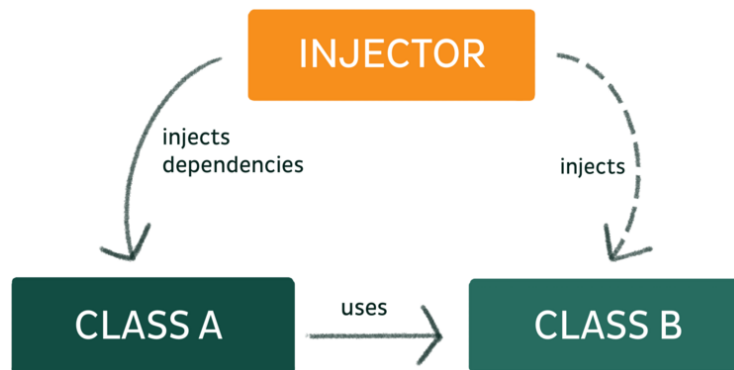 INJECTOR
injects
dependencies
injects
CLASS A
uses
CLASS B